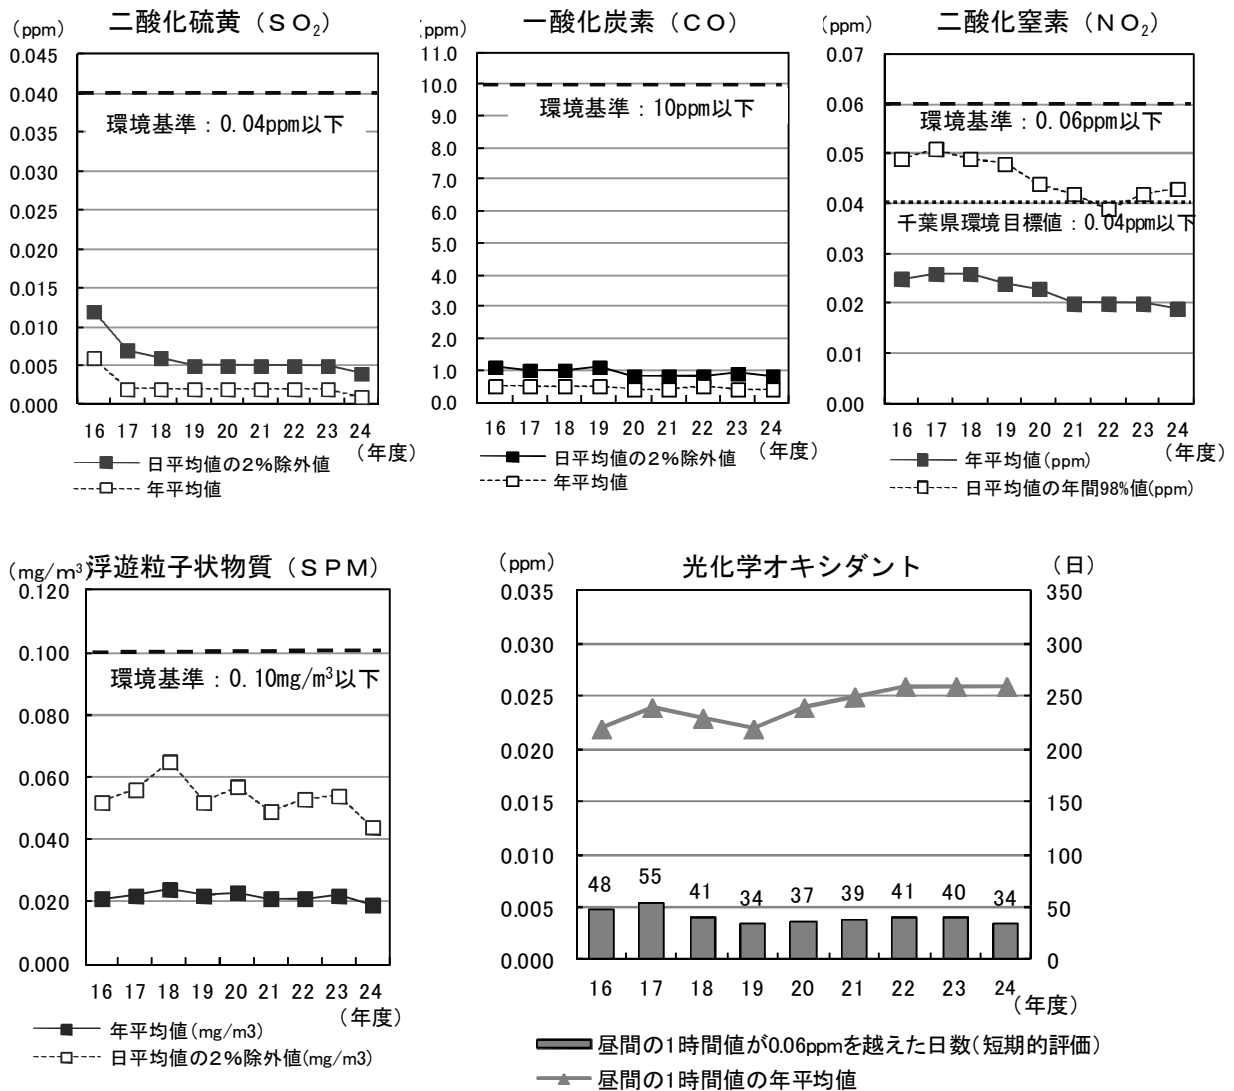 二酸化硫黄（ＳＯ₂）
(ppm)
0.045
0.040
0.035
0.030
0.025
0.020
0.015
0.010
0.005
0.000
環境基準：0.04ppm以下
16 17 18 19 20 21 22 23 24
（年度）
日平均値の２％除外値
年平均値
一酸化炭素（ＣＯ）
(ppm)
11.0
10.0
9.0
8.0
7.0
6.0
5.0
4.0
3.0
2.0
1.0
0.0
環境基準：10ppm以下
16 17 18 19 20 21 22 23 24
（年度）
日平均値の２％除外値
年平均値
二酸化窒素（ＮＯ₂）
(ppm)
0.07
0.06
0.05
0.04
0.03
0.02
0.01
0.00
環境基準：0.06ppm以下
千葉県環境目標値：0.04ppm以下
16 17 18 19 20 21 22 23 24
（年度）
年平均値(ppm)
日平均値の年間98%値(ppm)
浮遊粒子状物質（ＳＰＭ）
(mg/m³)
0.120
0.100
0.080
0.060
0.040
0.020
0.000
環境基準：0.10mg/m³以下
16 17 18 19 20 21 22 23 24
（年度）
年平均値(mg/m3)
日平均値の２％除外値(mg/m3)
光化学オキシダント
(ppm)
（日）
0.035
0.030
0.025
0.020
0.015
0.010
0.005
0.000
350
300
250
200
150
100
50
0
48 55 41 34 37 39 41 40 34
16 17 18 19 20 21 22 23 24
（年度）
昼間の１時間値が0.06ppmを越えた日数（短期的評価）
昼間の１時間値の年平均値